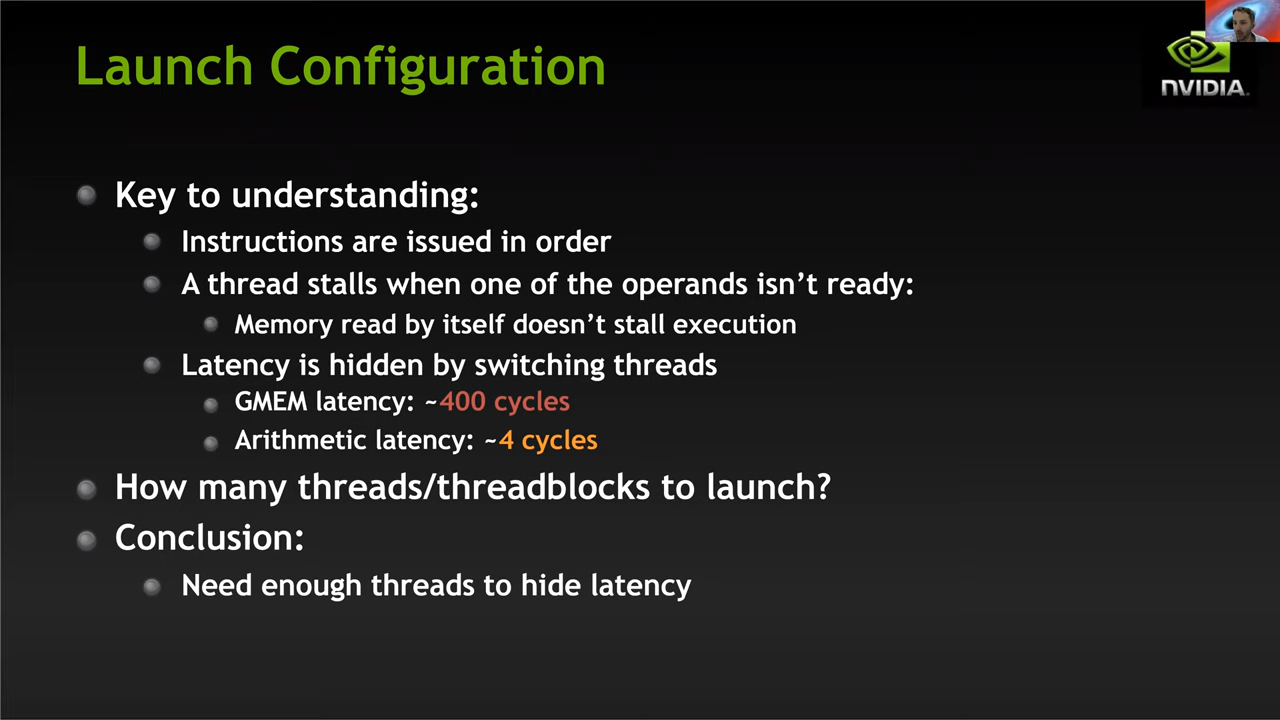 Launch Configuration
NVIDIA.
Key to understanding:
Instructions are issued in order
A thread stalls when one of the operands isn’t ready:
Memory read by itself doesn’t stall execution
Latency is hidden by switching threads
GMEM latency: ~400 cycles
Arithmetic latency: ~4 cycles
How many threads/threadblocks to launch?
Conclusion:
Need enough threads to hide latency